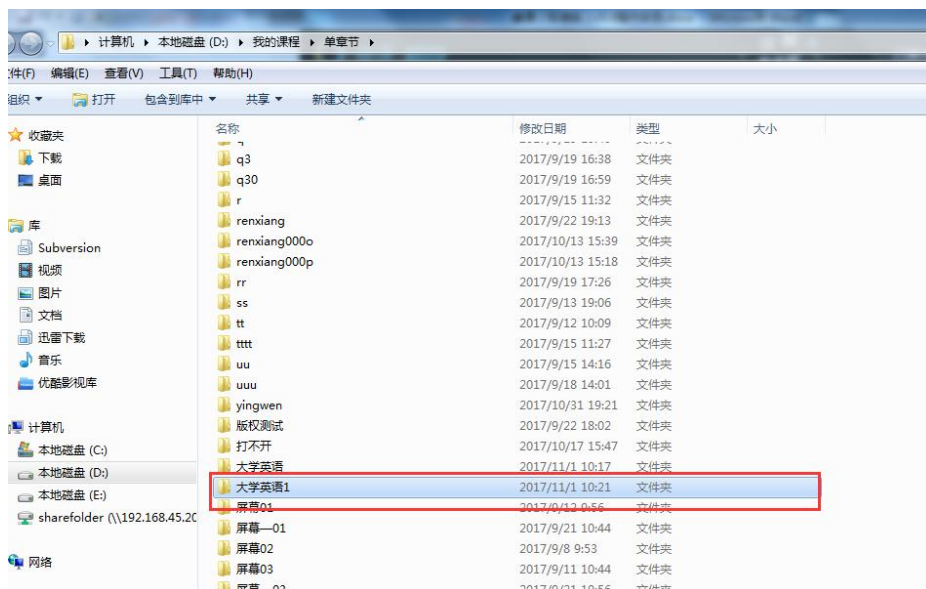 计算机 ▸ 本地磁盘 (D:) ▸ 我的课程 ▸ 单章节 ▸
件(F) 编辑(E) 查看(V) 工具(T) 帮助(H)
组织 打开 包含到库中 共享 新建文件夹
名称 修改日期 类型 大小
收藏夹
下载
桌面
库
Subversion
视频
图片
文档
迅雷下载
音乐
优酷影视库
计算机
本地磁盘 (C:)
本地磁盘 (D:)
本地磁盘 (E:)
sharefolder (\\192.168.45.20
网络
q3 2017/9/19 16:38 文件夹
q30 2017/9/19 16:59 文件夹
r 2017/9/15 11:32 文件夹
renxiang 2017/9/22 19:13 文件夹
renxiang000o 2017/10/13 15:39 文件夹
renxiang000p 2017/10/13 15:18 文件夹
rr 2017/9/19 17:26 文件夹
ss 2017/9/13 19:06 文件夹
tt 2017/9/12 10:09 文件夹
tttt 2017/9/15 11:27 文件夹
uu 2017/9/15 14:16 文件夹
uuu 2017/9/18 14:01 文件夹
yingwen 2017/10/31 19:21 文件夹
版权测试 2017/9/22 18:02 文件夹
打不开 2017/10/17 15:47 文件夹
大学英语 2017/11/1 10:17 文件夹
大学英语1 2017/11/1 10:21 文件夹
屏幕01 2017/9/12 9:56 文件夹
屏幕—01 2017/9/21 10:44 文件夹
屏幕02 2017/9/8 9:53 文件夹
屏幕03 2017/9/11 10:44 文件夹